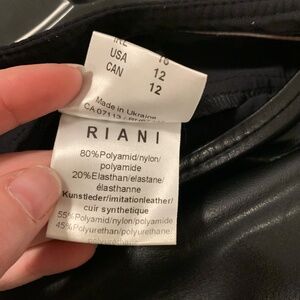 USA 12
CAN 12
Made in Ukraine
RIANI
80%Polyamid/nylon/
polyamide
20%Elasthan/elastane/
élasthanne
Kunstleder/imitationleather/
cuir synthetique
55%Polyamid/nylon/polyamide
45%Polyurethan/polyurethane/